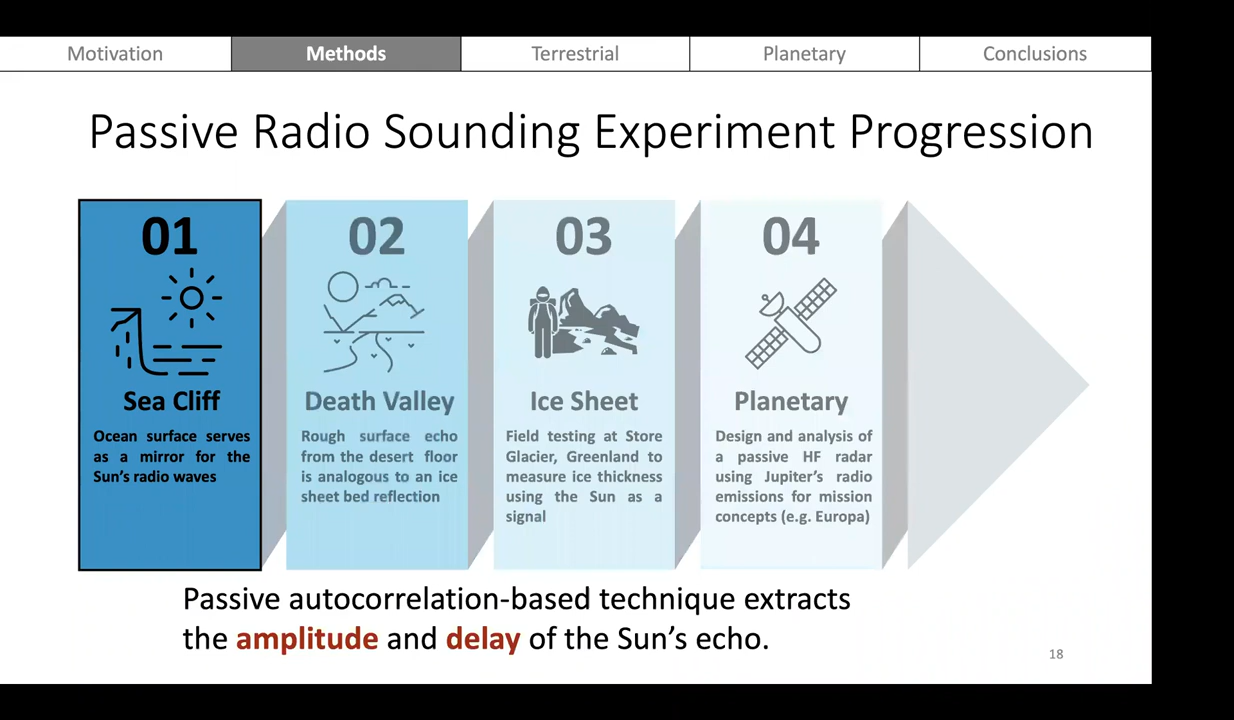 Motivation
Methods
Terrestrial
Planetary
Conclusions
Passive Radio Sounding Experiment Progression
01
Sea Cliff
Ocean surface serves
as a mirror for the
Sun's radio waves
02
Death Valley
Rough surface echo
from the desert floor
is analogous to an ice
sheet bed reflection
03
Ice Sheet
Field testing at Store
Glacier, Greenland to
measure ice thickness
using the Sun as a
signal
04
Planetary
Design and analysis of
a passive HF radar
using Jupiter's radio
emissions for mission
concepts (e.g. Europa)
Passive autocorrelation-based technique extracts
the amplitude and delay of the Sun's echo.
18